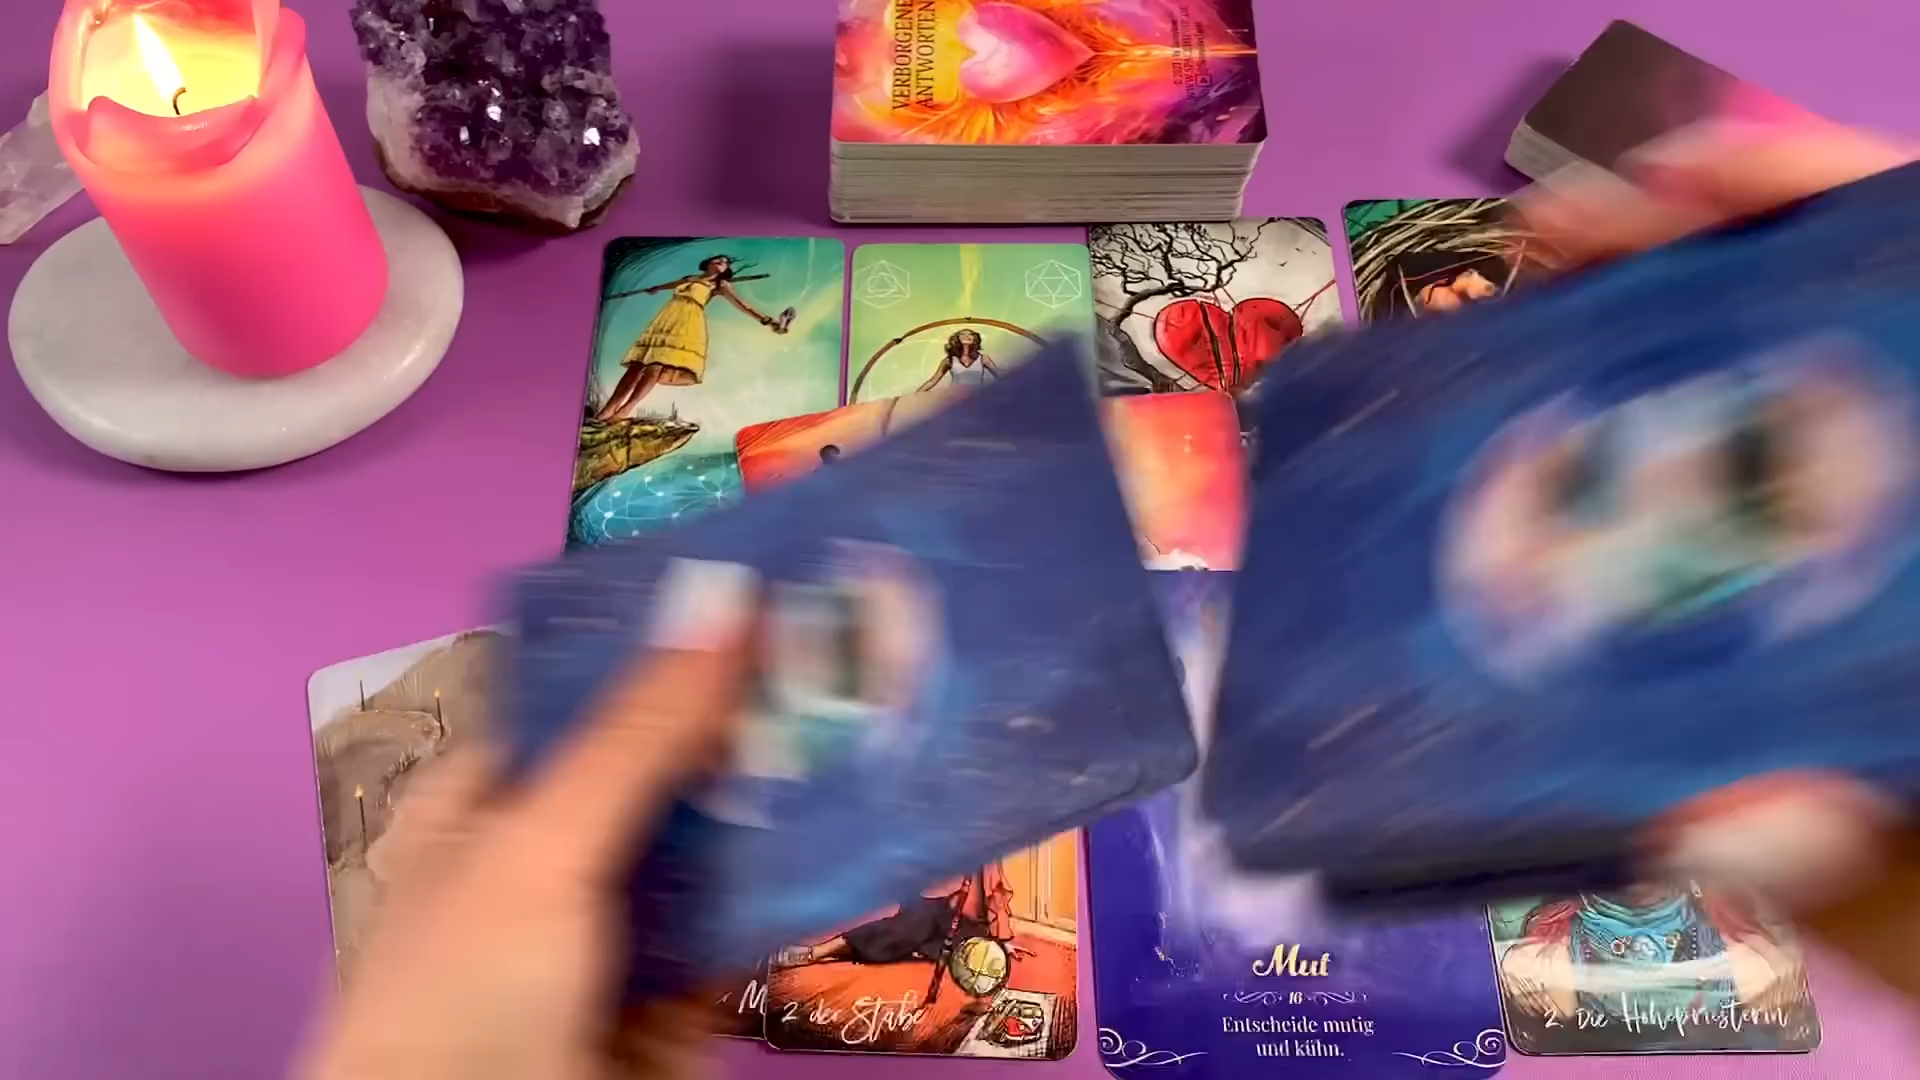 VERBORGENE
ANTWORTEN
2 der Stäbe
Mut
16
Entscheide mutig
und kühn.
2. Die Hohepriesterin